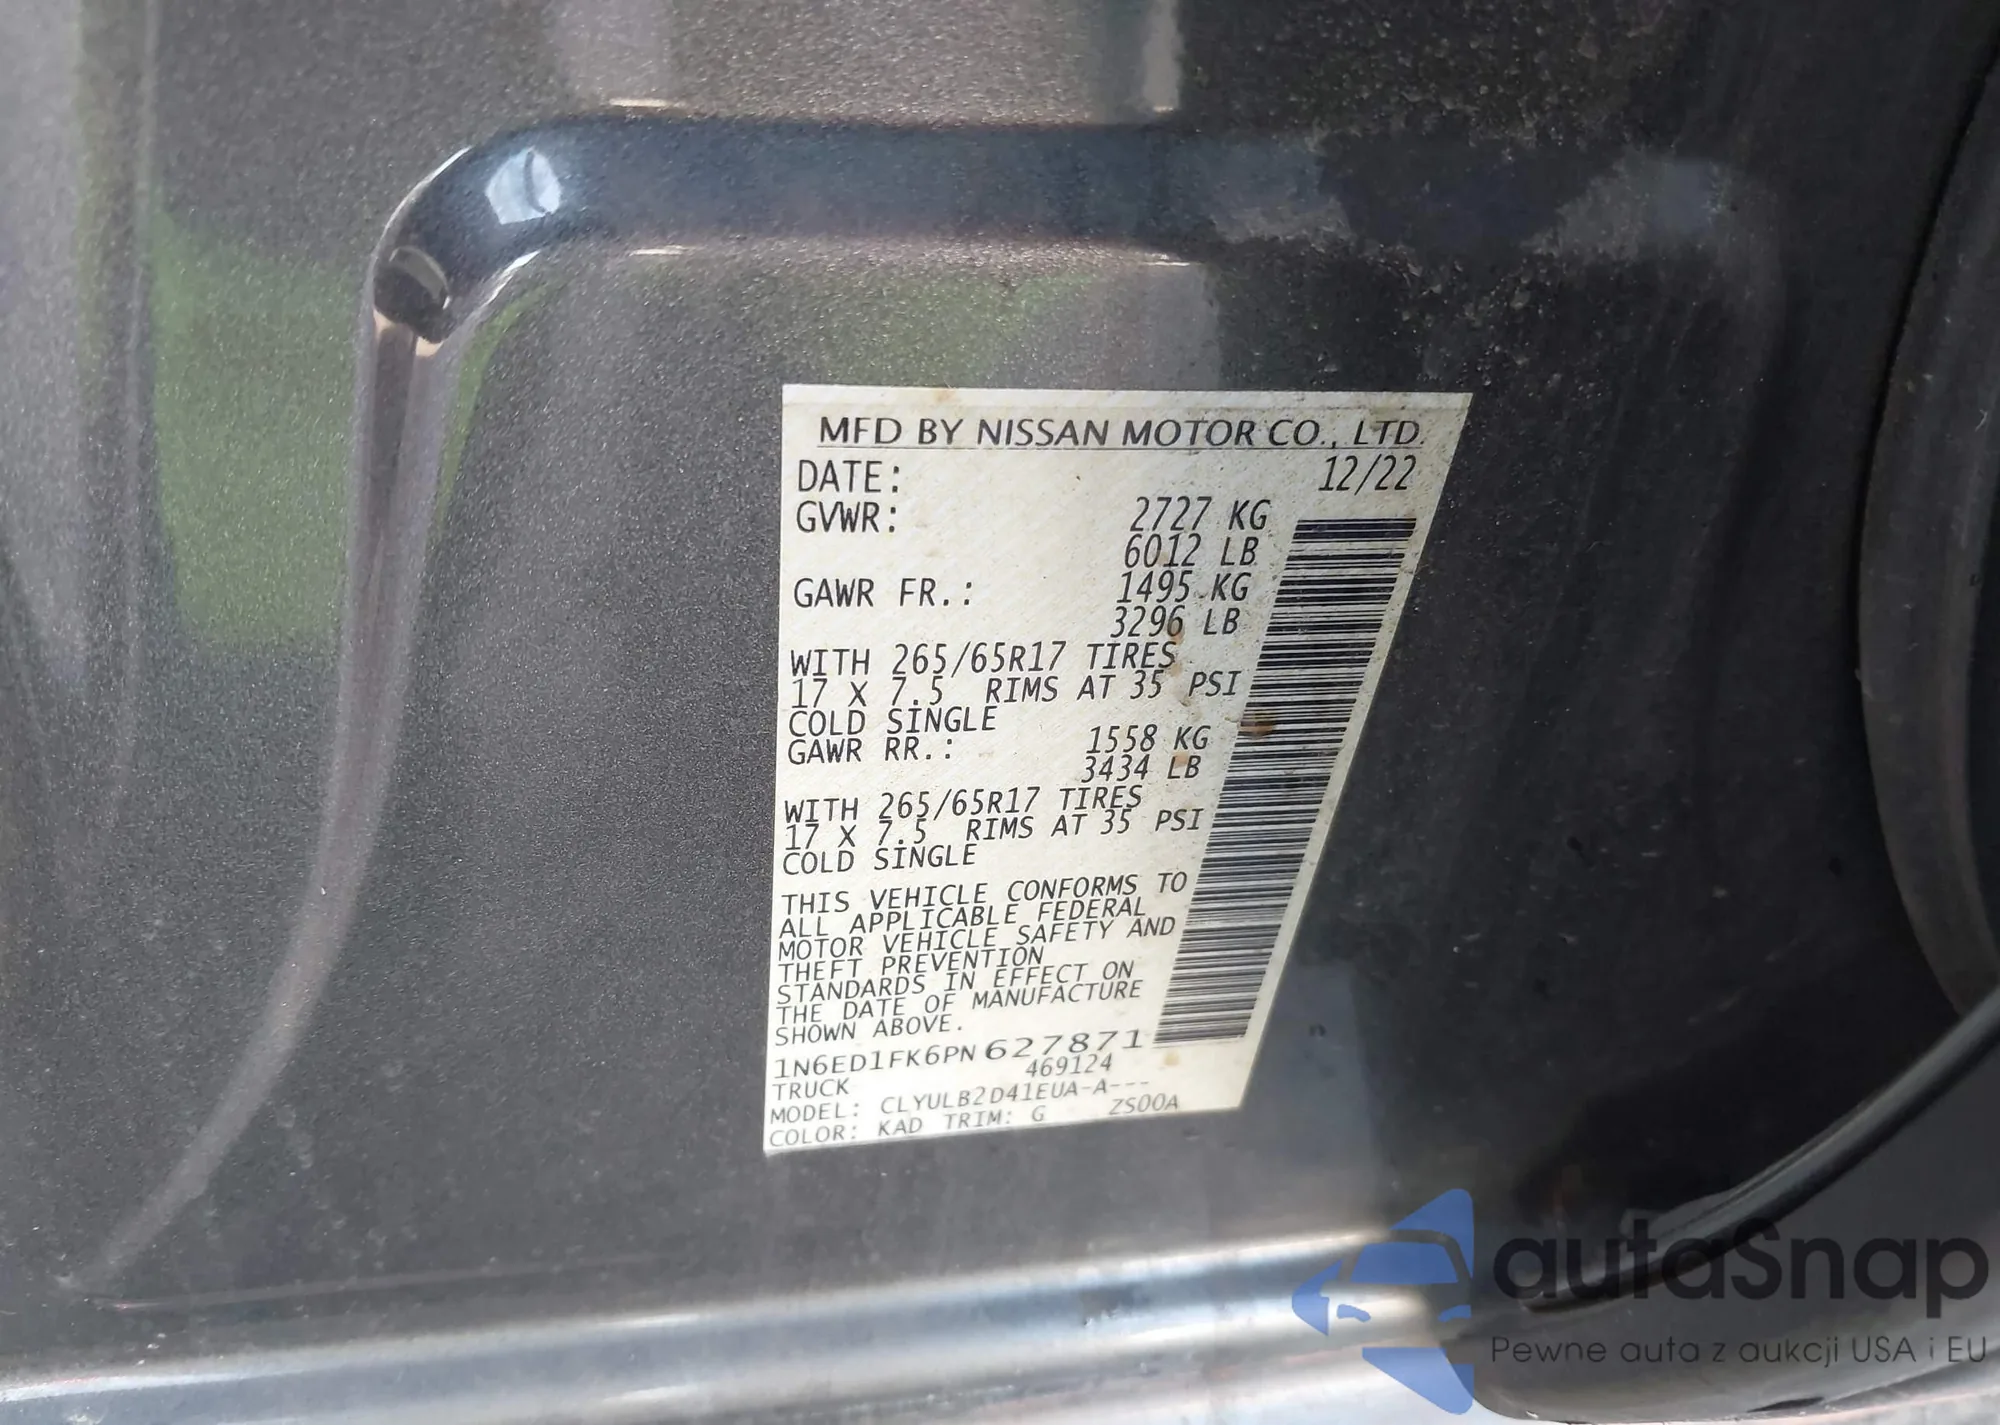 MFD BY NISSAN MOTOR CO., LTD.
DATE: 12/22
GVWR: 2727 KG
6012 LB
GAWR FR.: 1495 KG
3296 LB
WITH 265/65R17 TIRES
17 X 7.5 RIMS AT 35 PSI
COLD SINGLE
GAWR RR.: 1558 KG
3434 LB
WITH 265/65R17 TIRES
17 X 7.5 RIMS AT 35 PSI
COLD SINGLE
THIS VEHICLE CONFORMS TO
ALL APPLICABLE FEDERAL
MOTOR VEHICLE SAFETY AND
THEFT PREVENTION
STANDARDS IN EFFECT ON
THE DATE OF MANUFACTURE
SHOWN ABOVE.
1N6ED1FK6PN627871
469124
TRUCK
MODEL: CLYULB2D41EUA-A---
COLOR: KAD TRIM: G ZS00A
autaSnap
Pewne auta z aukcji USA i EU